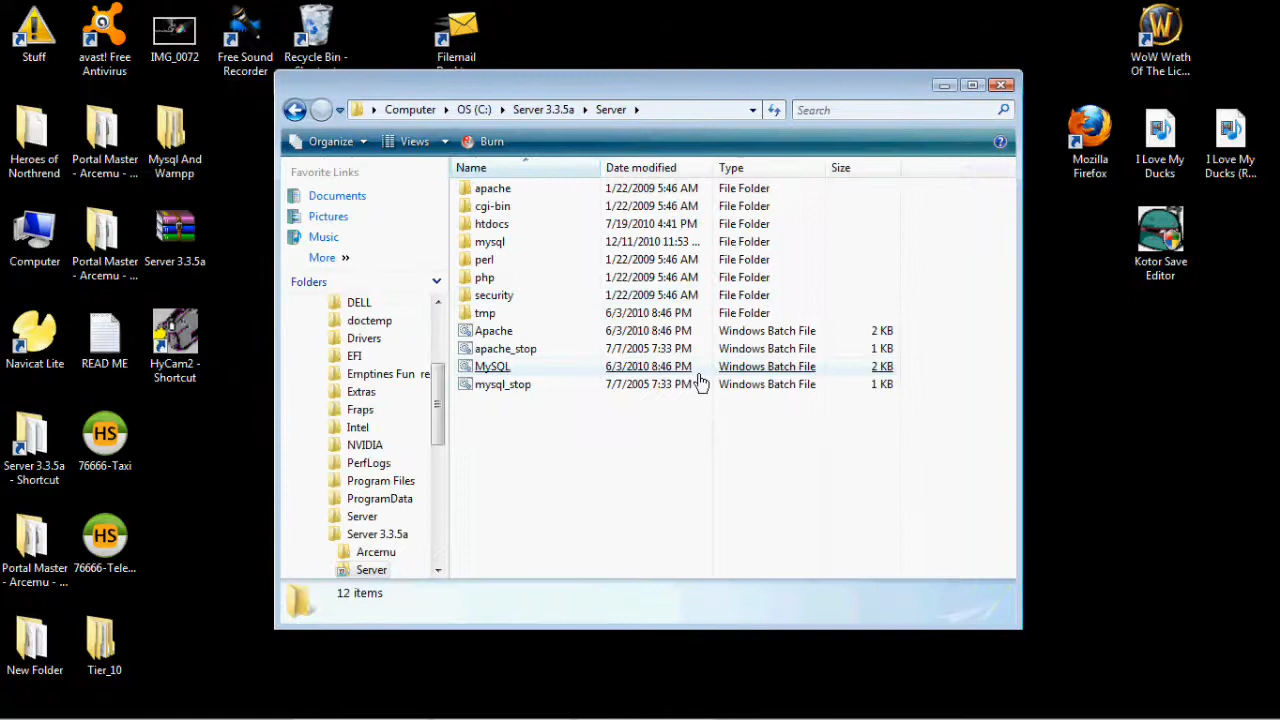 Stuff
avast! Free
Antivirus
IMG_0072
Free Sound
Recorder
Recycle Bin -
Filemail
WoW Wrath
Of The Lic...
Heroes of
Northrend
Portal Master
- Arcemu - ...
Mysql And
Wampp
Mozilla
Firefox
I Love My
Ducks
I Love My
Ducks (R...
Computer
Portal Master
- Arcemu - ...
Server 3.3.5a
Kotor Save
Editor
Navicat Lite
READ ME
HyCam2 -
Shortcut
Server 3.3.5a
- Shortcut
HS
76666-Taxi
Portal Master
- Arcemu - ...
HS
76666-Tele...
New Folder
Tier_10
Computer
OS (C:)
Server 3.3.5a
Server
Search
Organize
Views
Burn
Favorite Links
Documents
Pictures
Music
More »
Folders
DELL
doctemp
Drivers
EFI
Emptines Fun re
Extras
Fraps
Intel
NVIDIA
PerfLogs
Program Files
ProgramData
Server
Server 3.3.5a
Arcemu
Server
Name Date modified Type Size
apache 1/22/2009 5:46 AM File Folder
cgi-bin 1/22/2009 5:46 AM File Folder
htdocs 7/19/2010 4:41 PM File Folder
mysql 12/11/2010 11:53 ... File Folder
perl 1/22/2009 5:46 AM File Folder
php 1/22/2009 5:46 AM File Folder
security 1/22/2009 5:46 AM File Folder
tmp 6/3/2010 8:46 PM File Folder
Apache 6/3/2010 8:46 PM Windows Batch File 2 KB
apache_stop 7/7/2005 7:33 PM Windows Batch File 1 KB
MySQL 6/3/2010 8:46 PM Windows Batch File 2 KB
mysql_stop 7/7/2005 7:33 PM Windows Batch File 1 KB
12 items